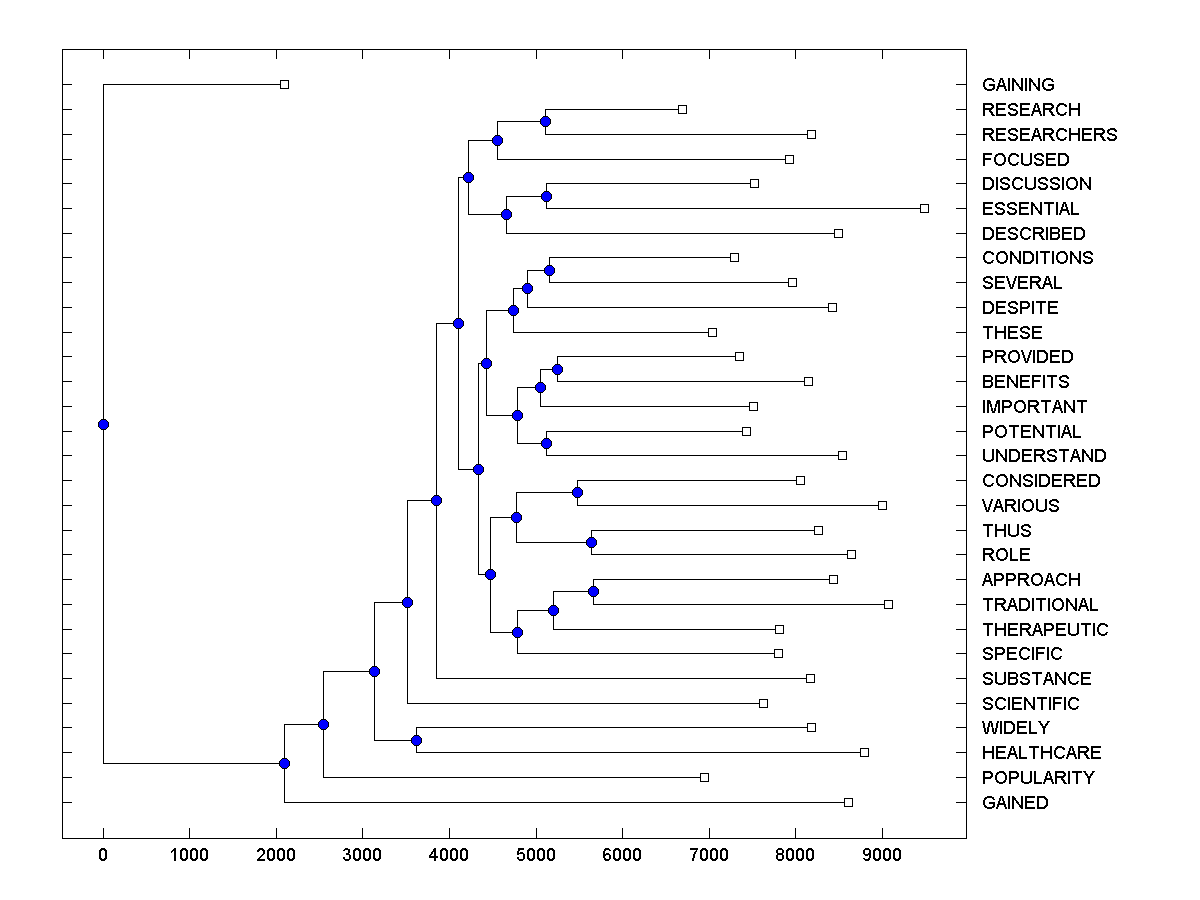 GAINING
RESEARCH
RESEARCHERS
FOCUSED
DISCUSSION
ESSENTIAL
DESCRIBED
CONDITIONS
SEVERAL
DESPITE
THESE
PROVIDED
BENEFITS
IMPORTANT
POTENTIAL
UNDERSTAND
CONSIDERED
VARIOUS
THUS
ROLE
APPROACH
TRADITIONAL
THERAPEUTIC
SPECIFIC
SUBSTANCE
SCIENTIFIC
WIDELY
HEALTHCARE
POPULARITY
GAINED
0 1000 2000 3000 4000 5000 6000 7000 8000 9000